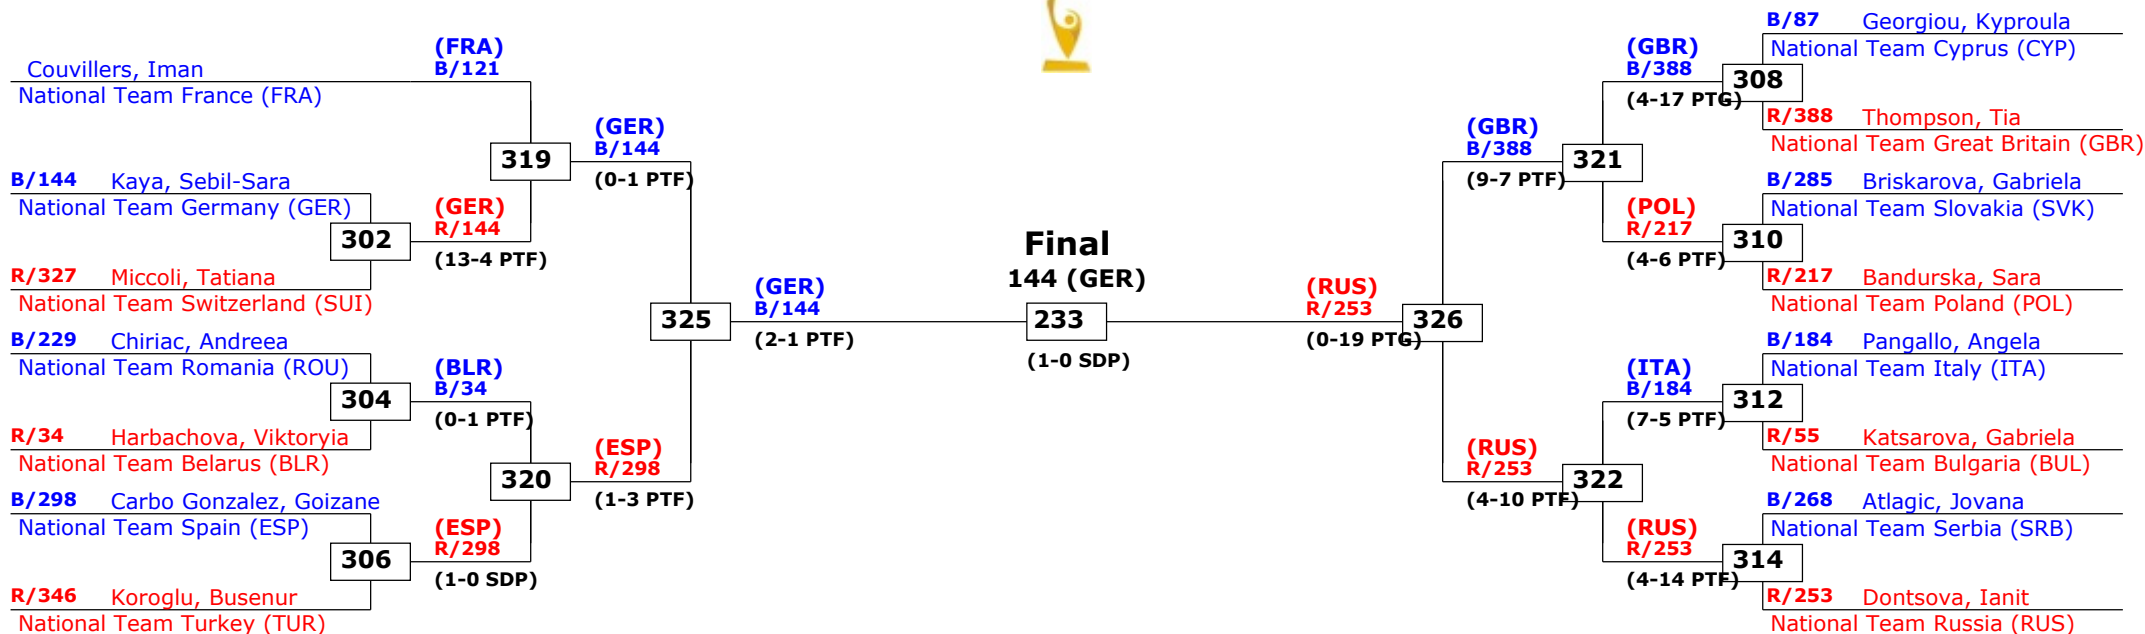 (FRA)
B/121
Couvillers, Iman
National Team France (FRA)
(GER)
B/144
319
(0-1 PTF)
B/144 Kaya, Sebil-Sara
National Team Germany (GER)
302
(GER)
R/144
(13-4 PTF)
R/327 Miccoli, Tatiana
National Team Switzerland (SUI)
325
(GER)
B/144
(2-1 PTF)
B/229 Chiriac, Andreea
National Team Romania (ROU)
304
(BLR)
B/34
(0-1 PTF)
R/34 Harbachova, Viktoryia
National Team Belarus (BLR)
320
(ESP)
R/298
(1-3 PTF)
B/298 Carbo Gonzalez, Goizane
National Team Spain (ESP)
306
(ESP)
R/298
(1-0 SDP)
R/346 Koroglu, Busenur
National Team Turkey (TUR)
Final
144 (GER)
233
(1-0 SDP)
(RUS)
R/253
(0-19 PTG)
326
(GBR)
B/388
(9-7 PTF)
321
(GBR)
B/388
(4-17 PTG)
308
B/87 Georgiou, Kyproula
National Team Cyprus (CYP)
R/388 Thompson, Tia
National Team Great Britain (GBR)
(POL)
R/217
(4-6 PTF)
310
B/285 Briskarova, Gabriela
National Team Slovakia (SVK)
R/217 Bandurska, Sara
National Team Poland (POL)
(RUS)
R/253
(4-10 PTF)
322
(ITA)
B/184
(7-5 PTF)
312
B/184 Pangallo, Angela
National Team Italy (ITA)
R/55 Katsarova, Gabriela
National Team Bulgaria (BUL)
(RUS)
R/253
(4-14 PTF)
314
B/268 Atlagic, Jovana
National Team Serbia (SRB)
R/253 Dontsova, Ianit
National Team Russia (RUS)